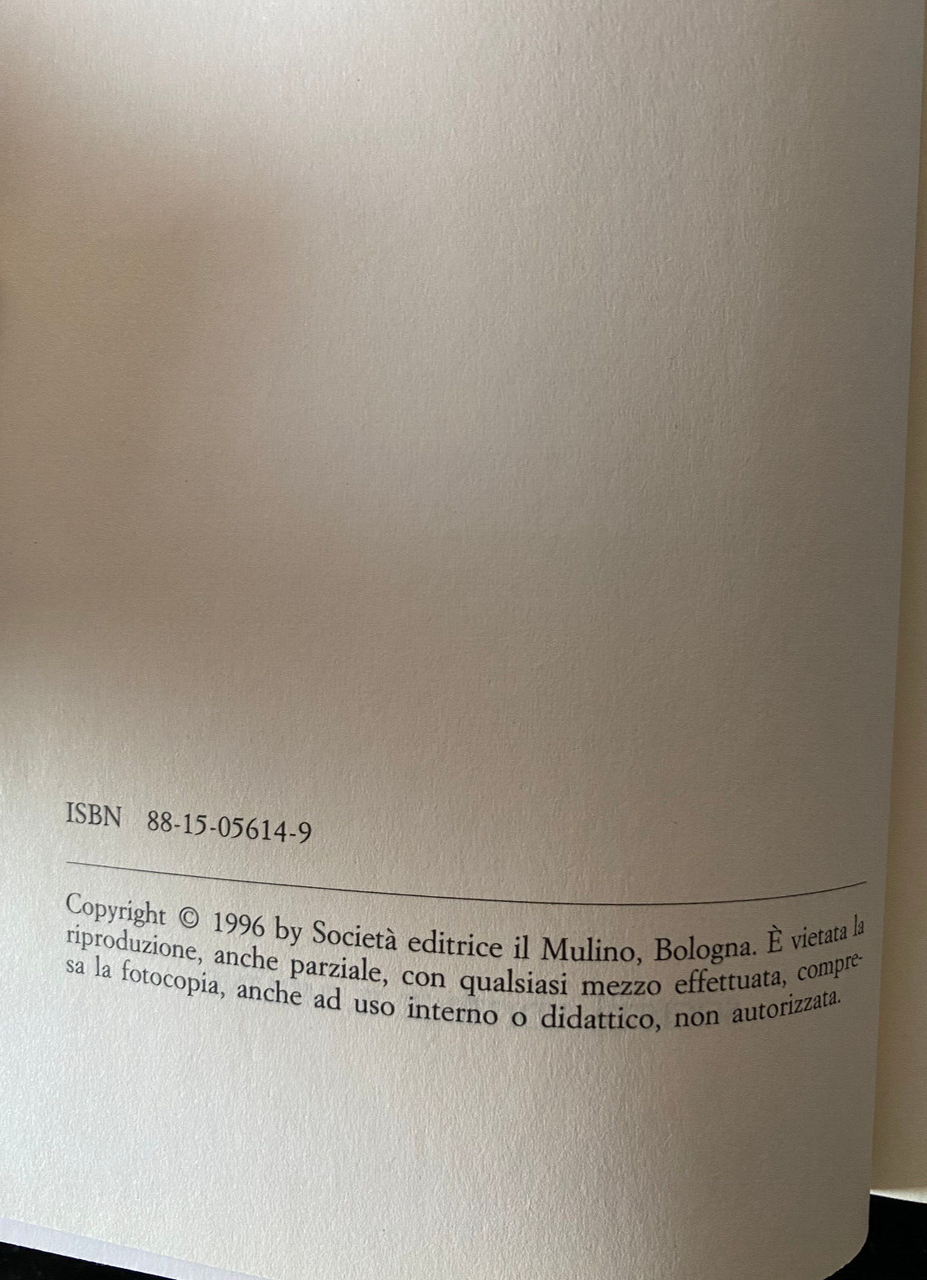 ISBN 88-15-05614-9
Copyright © 1996 by Società editrice il Mulino, Bologna. È vietata la
riproduzione, anche parziale, con qualsiasi mezzo effettuata, compre-
sa la fotocopia, anche ad uso interno o didattico, non autorizzata.